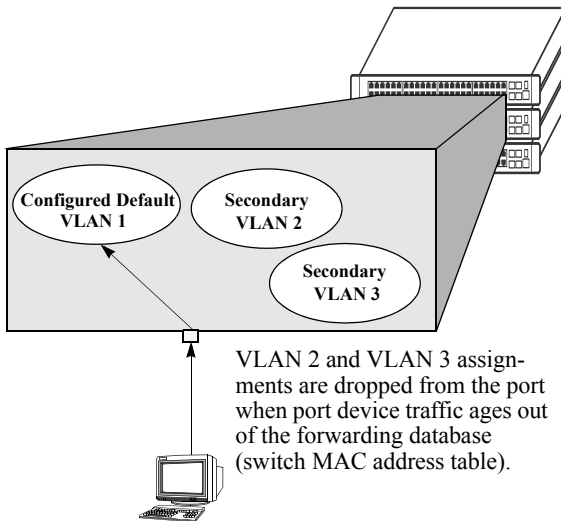 Configured Default
VLAN 1
Secondary
VLAN 2
Secondary
VLAN 3
VLAN 2 and VLAN 3 assign-
ments are dropped from the port
when port device traffic ages out
of the forwarding database
(switch MAC address table).